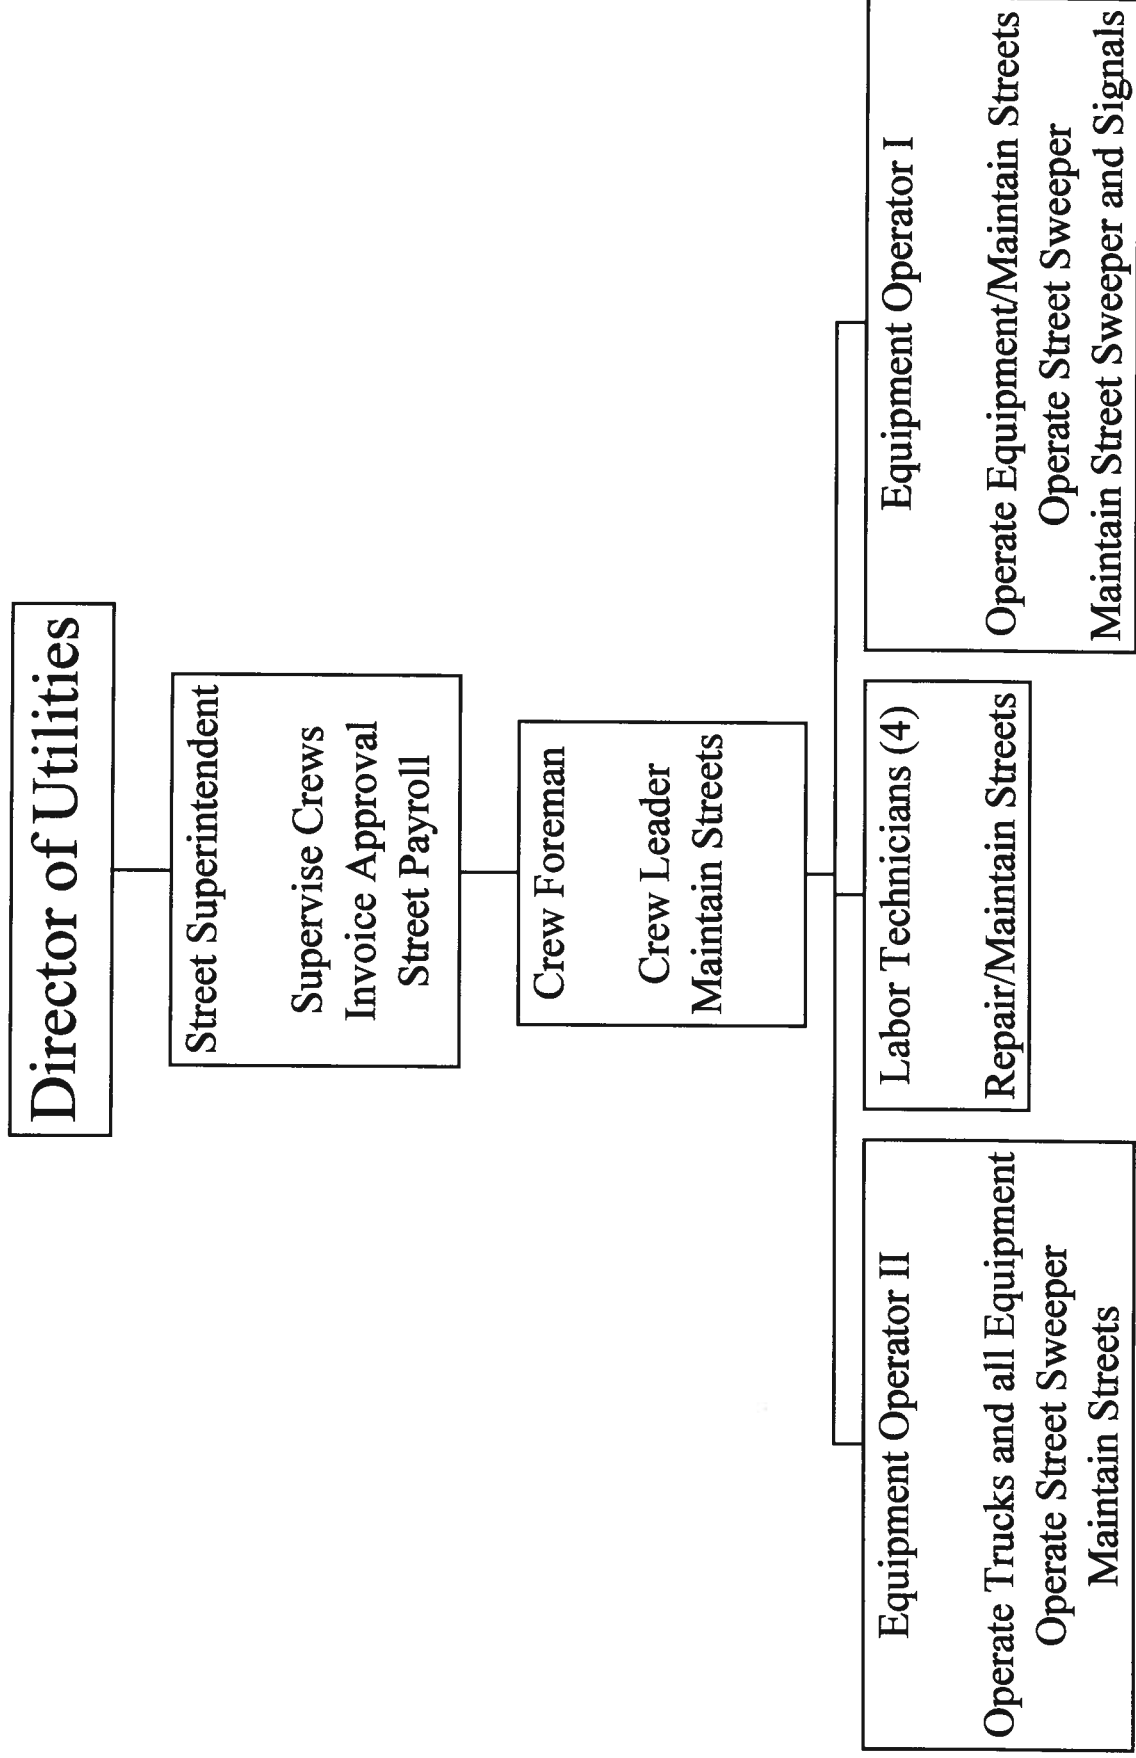 Director of Utilities
Street Superintendent
Supervise Crews
Invoice Approval
Street Payroll
Crew Foreman
Crew Leader
Maintain Streets
Equipment Operator II
Operate Trucks and all Equipment
Operate Street Sweeper
Maintain Streets
Labor Technicians (4)
Repair/Maintain Streets
Equipment Operator I
Operate Equipment/Maintain Streets
Operate Street Sweeper
Maintain Street Sweeper and Signals